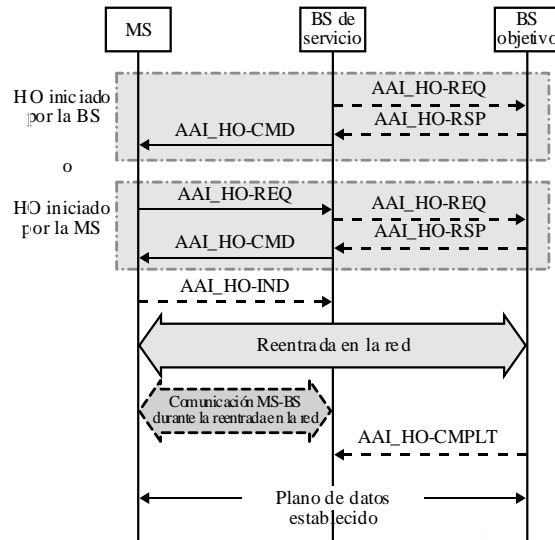 MS
BS de
servicio
BS
objetivo
HO iniciado
por la BS
AAI_HO-REQ
AAI_HO-RSP
AAI_HO-CMD
o
HO iniciado
por la MS
AAI_HO-REQ
AAI_HO-REQ
AAI_HO-RSP
AAI_HO-CMD
AAI_HO-IND
Reentrada en la red
Comunicación MS-BS
durante la reentrada en la red
AAI_HO-CMPLT
Plano de datos
establecido